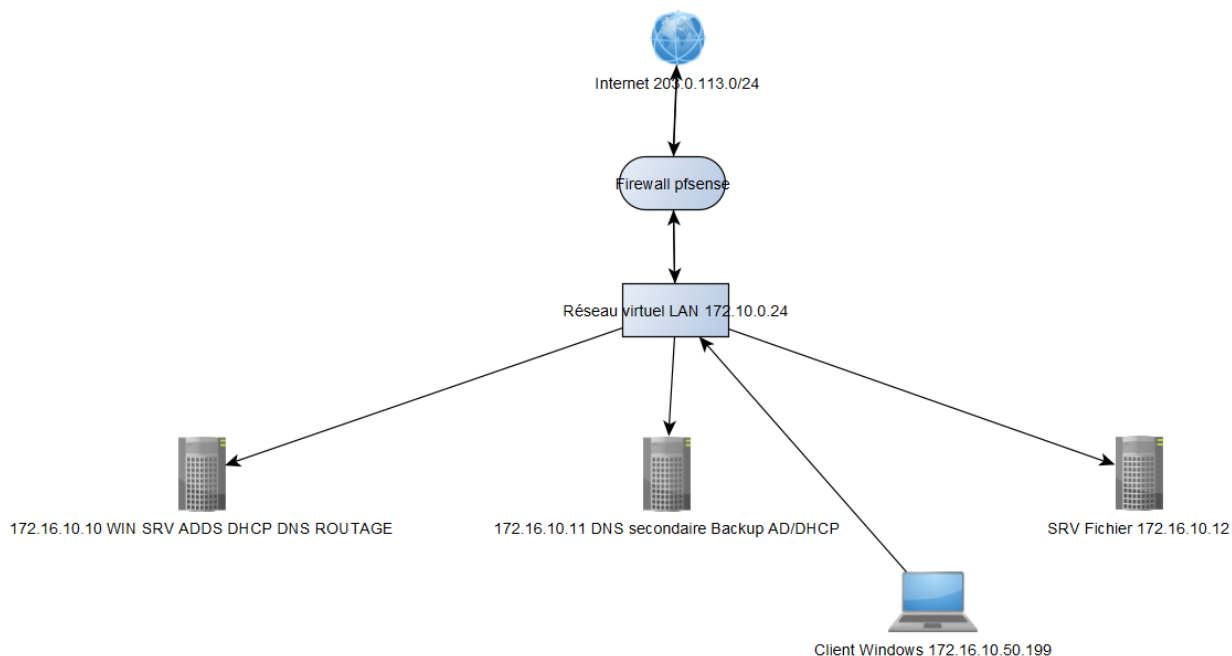 Internet 203.0.113.0/24
Firewall pfsense
Réseau virtuel LAN 172.10.0.24
172.16.10.10 WIN SRV ADDS DHCP DNS ROUTAGE
172.16.10.11 DNS secondaire Backup AD/DHCP
SRV Fichier 172.16.10.12
Client Windows 172.16.10.50.199